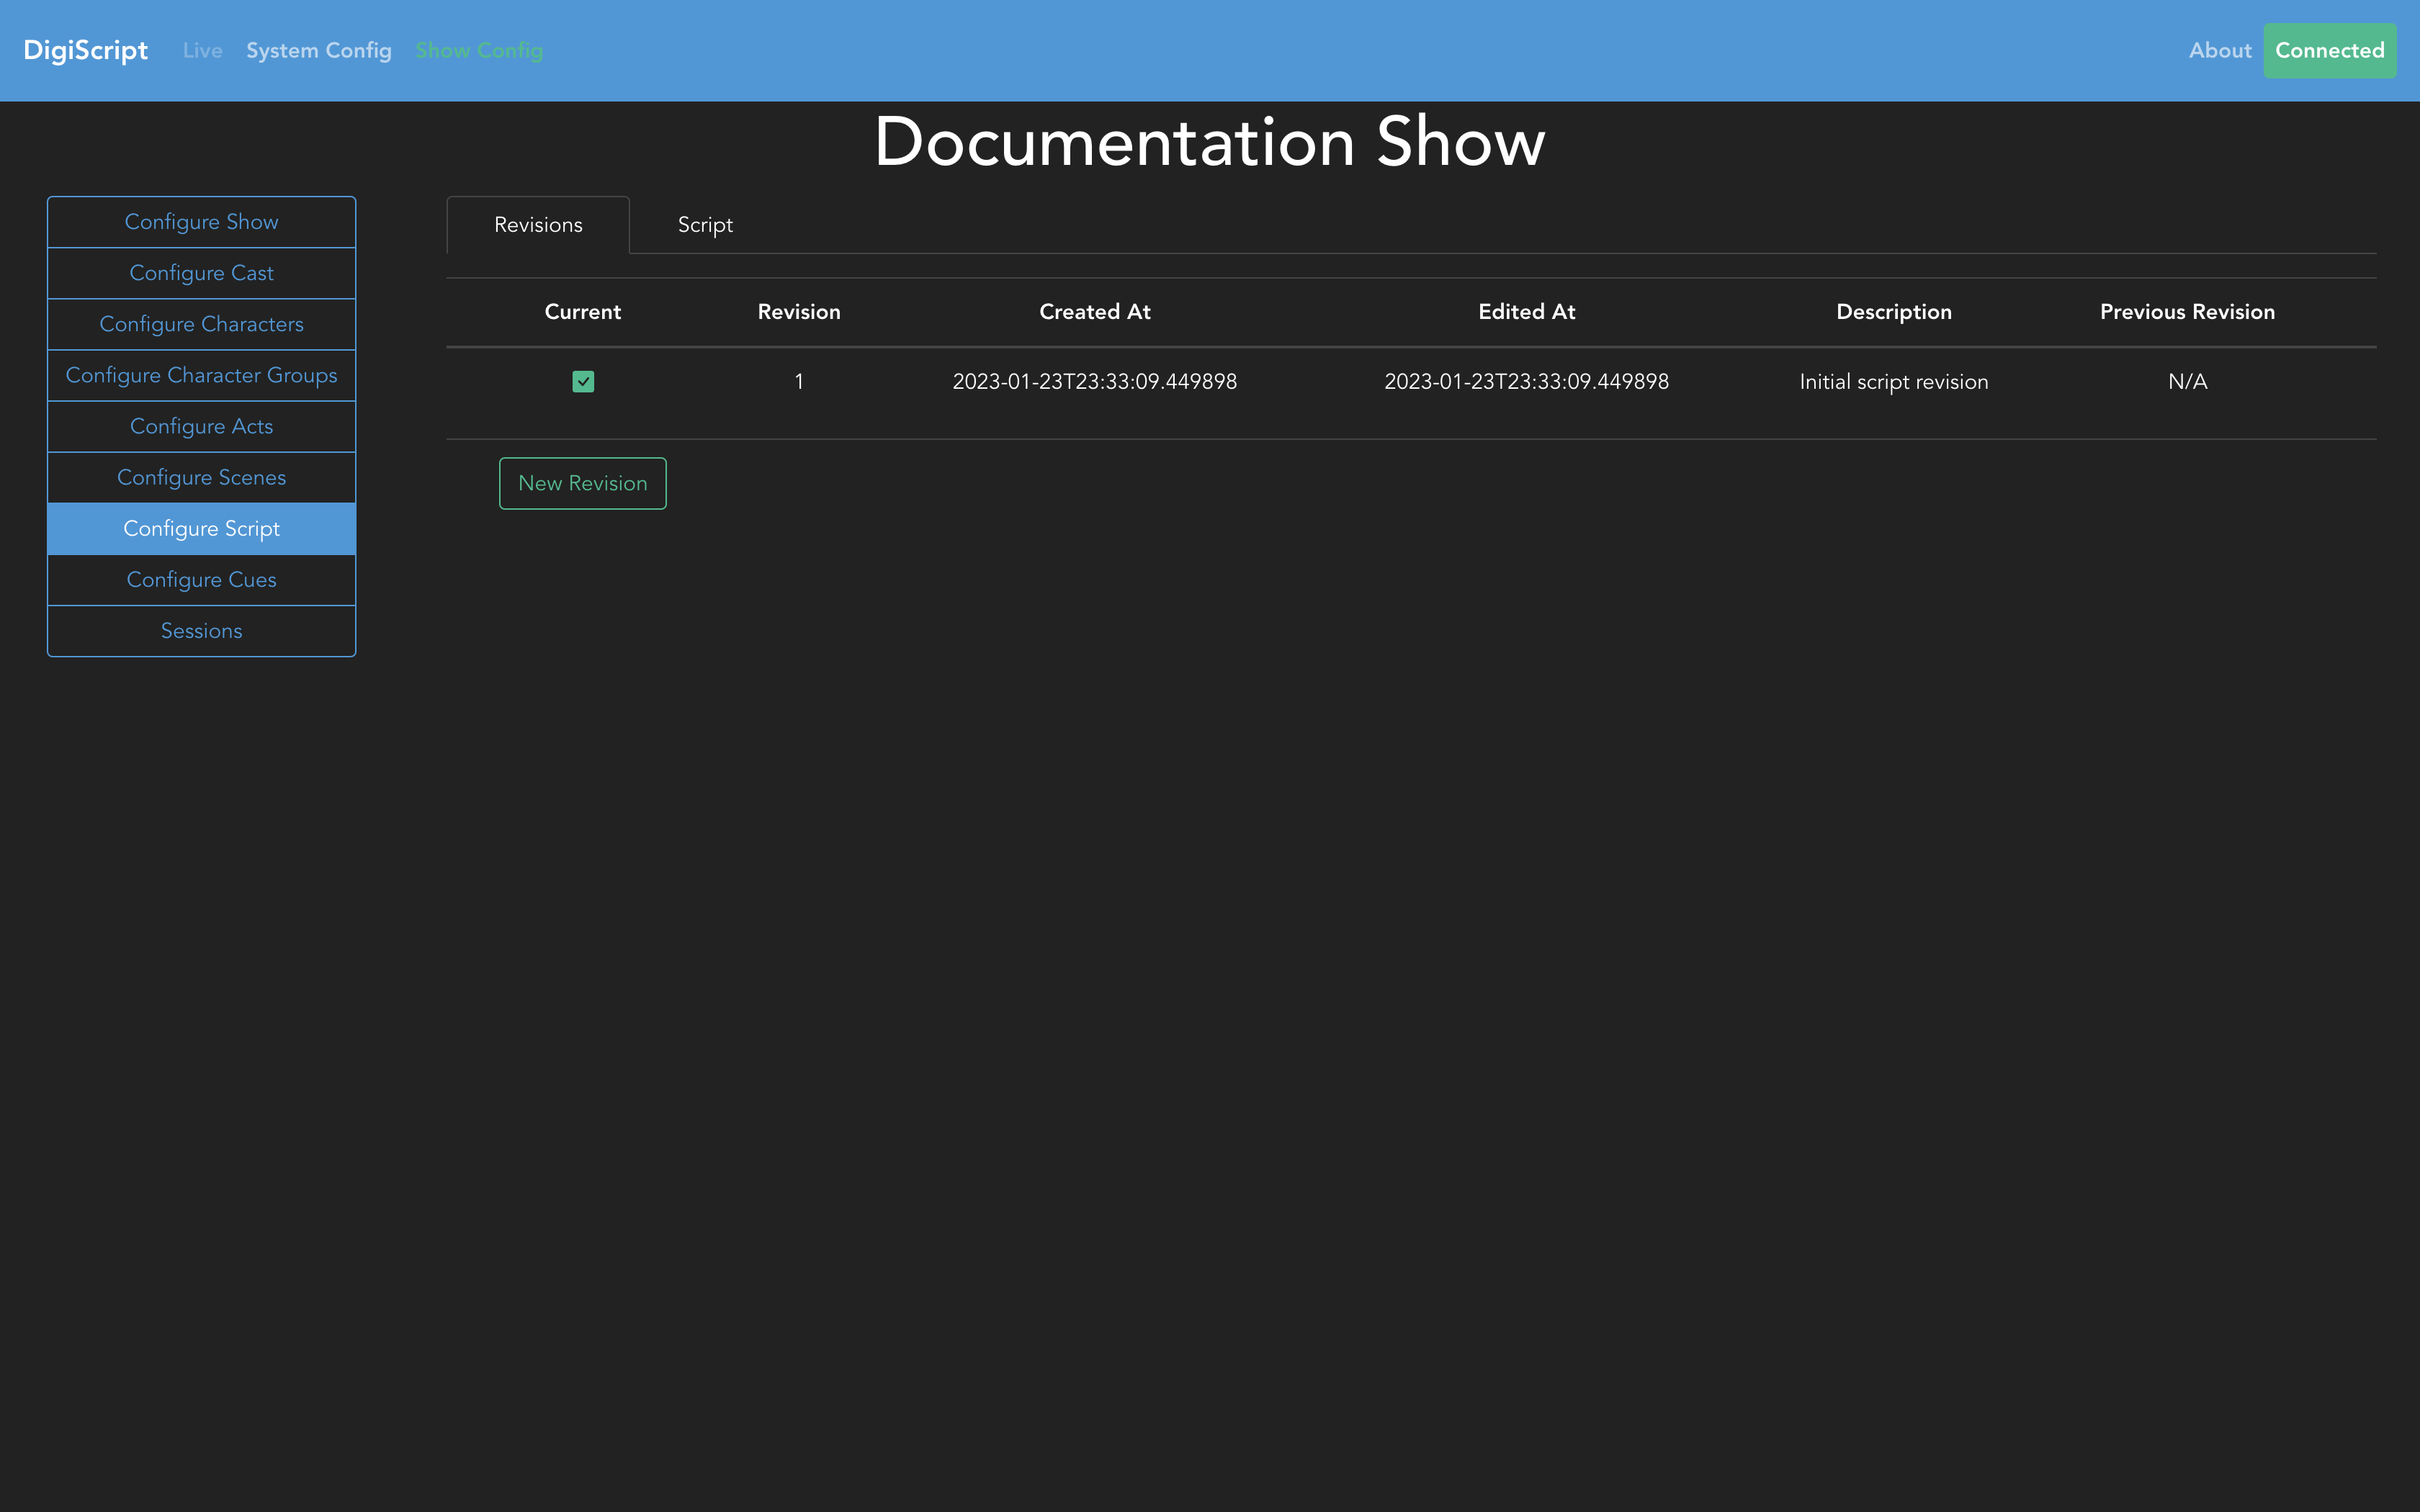 DigiScript Live System Config Show Config About Connected
Documentation Show
Configure Show
Configure Cast
Configure Characters
Configure Character Groups
Configure Acts
Configure Scenes
Configure Script
Configure Cues
Sessions
Revisions Script
Current Revision Created At Edited At Description Previous Revision
1 2023-01-23T23:33:09.449898 2023-01-23T23:33:09.449898 Initial script revision N/A
New Revision